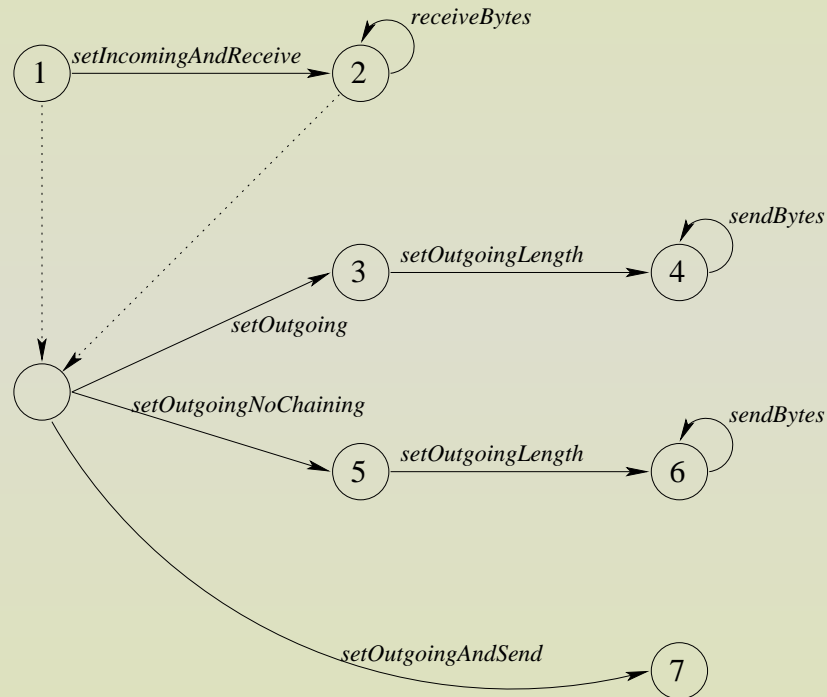 receiveBytes
setIncomingAndReceive
1
2
sendBytes
setOutgoingLength
3
4
setOutgoing
setOutgoingNoChaining
sendBytes
setOutgoingLength
5
6
setOutgoingAndSend
7